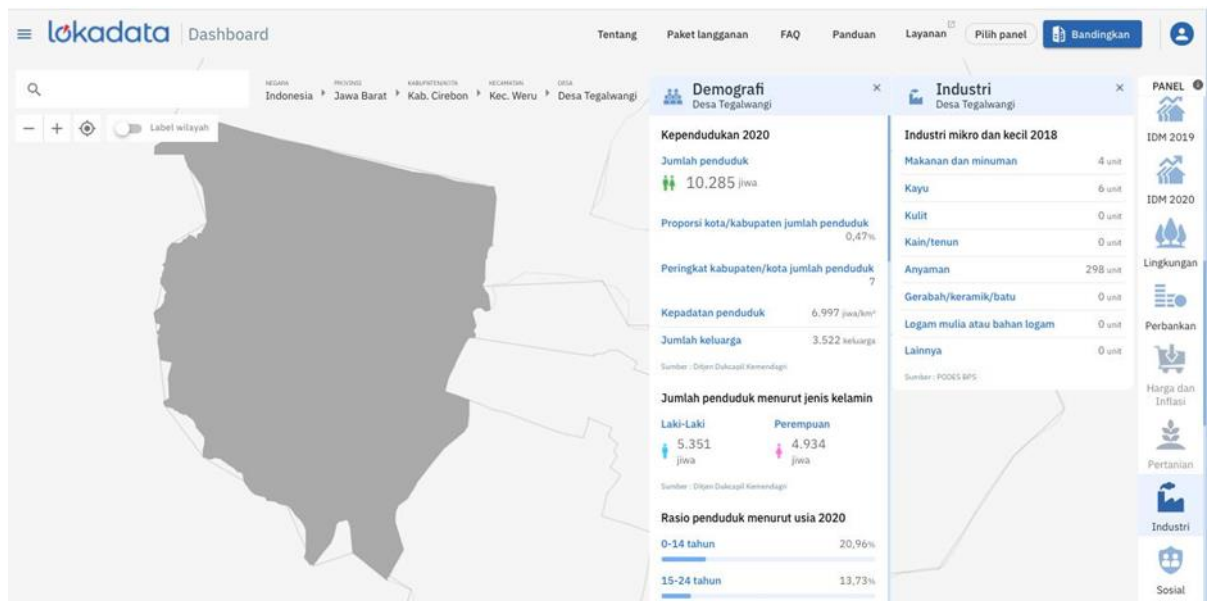 lokadata Dashboard
Tentang
Paket langganan
FAQ
Panduan
Layanan
Pilih panel
Bandingkan
NEGARA
Indonesia
PROVINSI
Jawa Barat
KABUPATEN/KOTA
Kab. Cirebon
KECAMATAN
Kec. Weru
DESA
Desa Tegalwangi
Label wilayah
Demografi
Desa Tegalwangi
Kependudukan 2020
Jumlah penduduk
10.285 jiwa
Proporsi kota/kabupaten jumlah penduduk
0,47%
Peringkat kabupaten/kota jumlah penduduk
7
Kepadatan penduduk 6.997 jiwa/km²
Jumlah keluarga 3.522 keluarga
Sumber : Ditjen Dukcapil Kemendagri
Jumlah penduduk menurut jenis kelamin
Laki-Laki
5.351
jiwa
Perempuan
4.934
jiwa
Sumber : Ditjen Dukcapil Kemendagri
Rasio penduduk menurut usia 2020
0-14 tahun 20,96%
15-24 tahun 13,73%
Industri
Desa Tegalwangi
Industri mikro dan kecil 2018
Makanan dan minuman 4 unit
Kayu 6 unit
Kulit 0 unit
Kain/tenun 0 unit
Anyaman 298 unit
Gerabah/keramik/batu 0 unit
Logam mulia atau bahan logam 0 unit
Lainnya 0 unit
Sumber : PODES BPS
PANEL
IDM 2019
IDM 2020
Lingkungan
Perbankan
Harga dan
Inflasi
Pertanian
Industri
Sosial